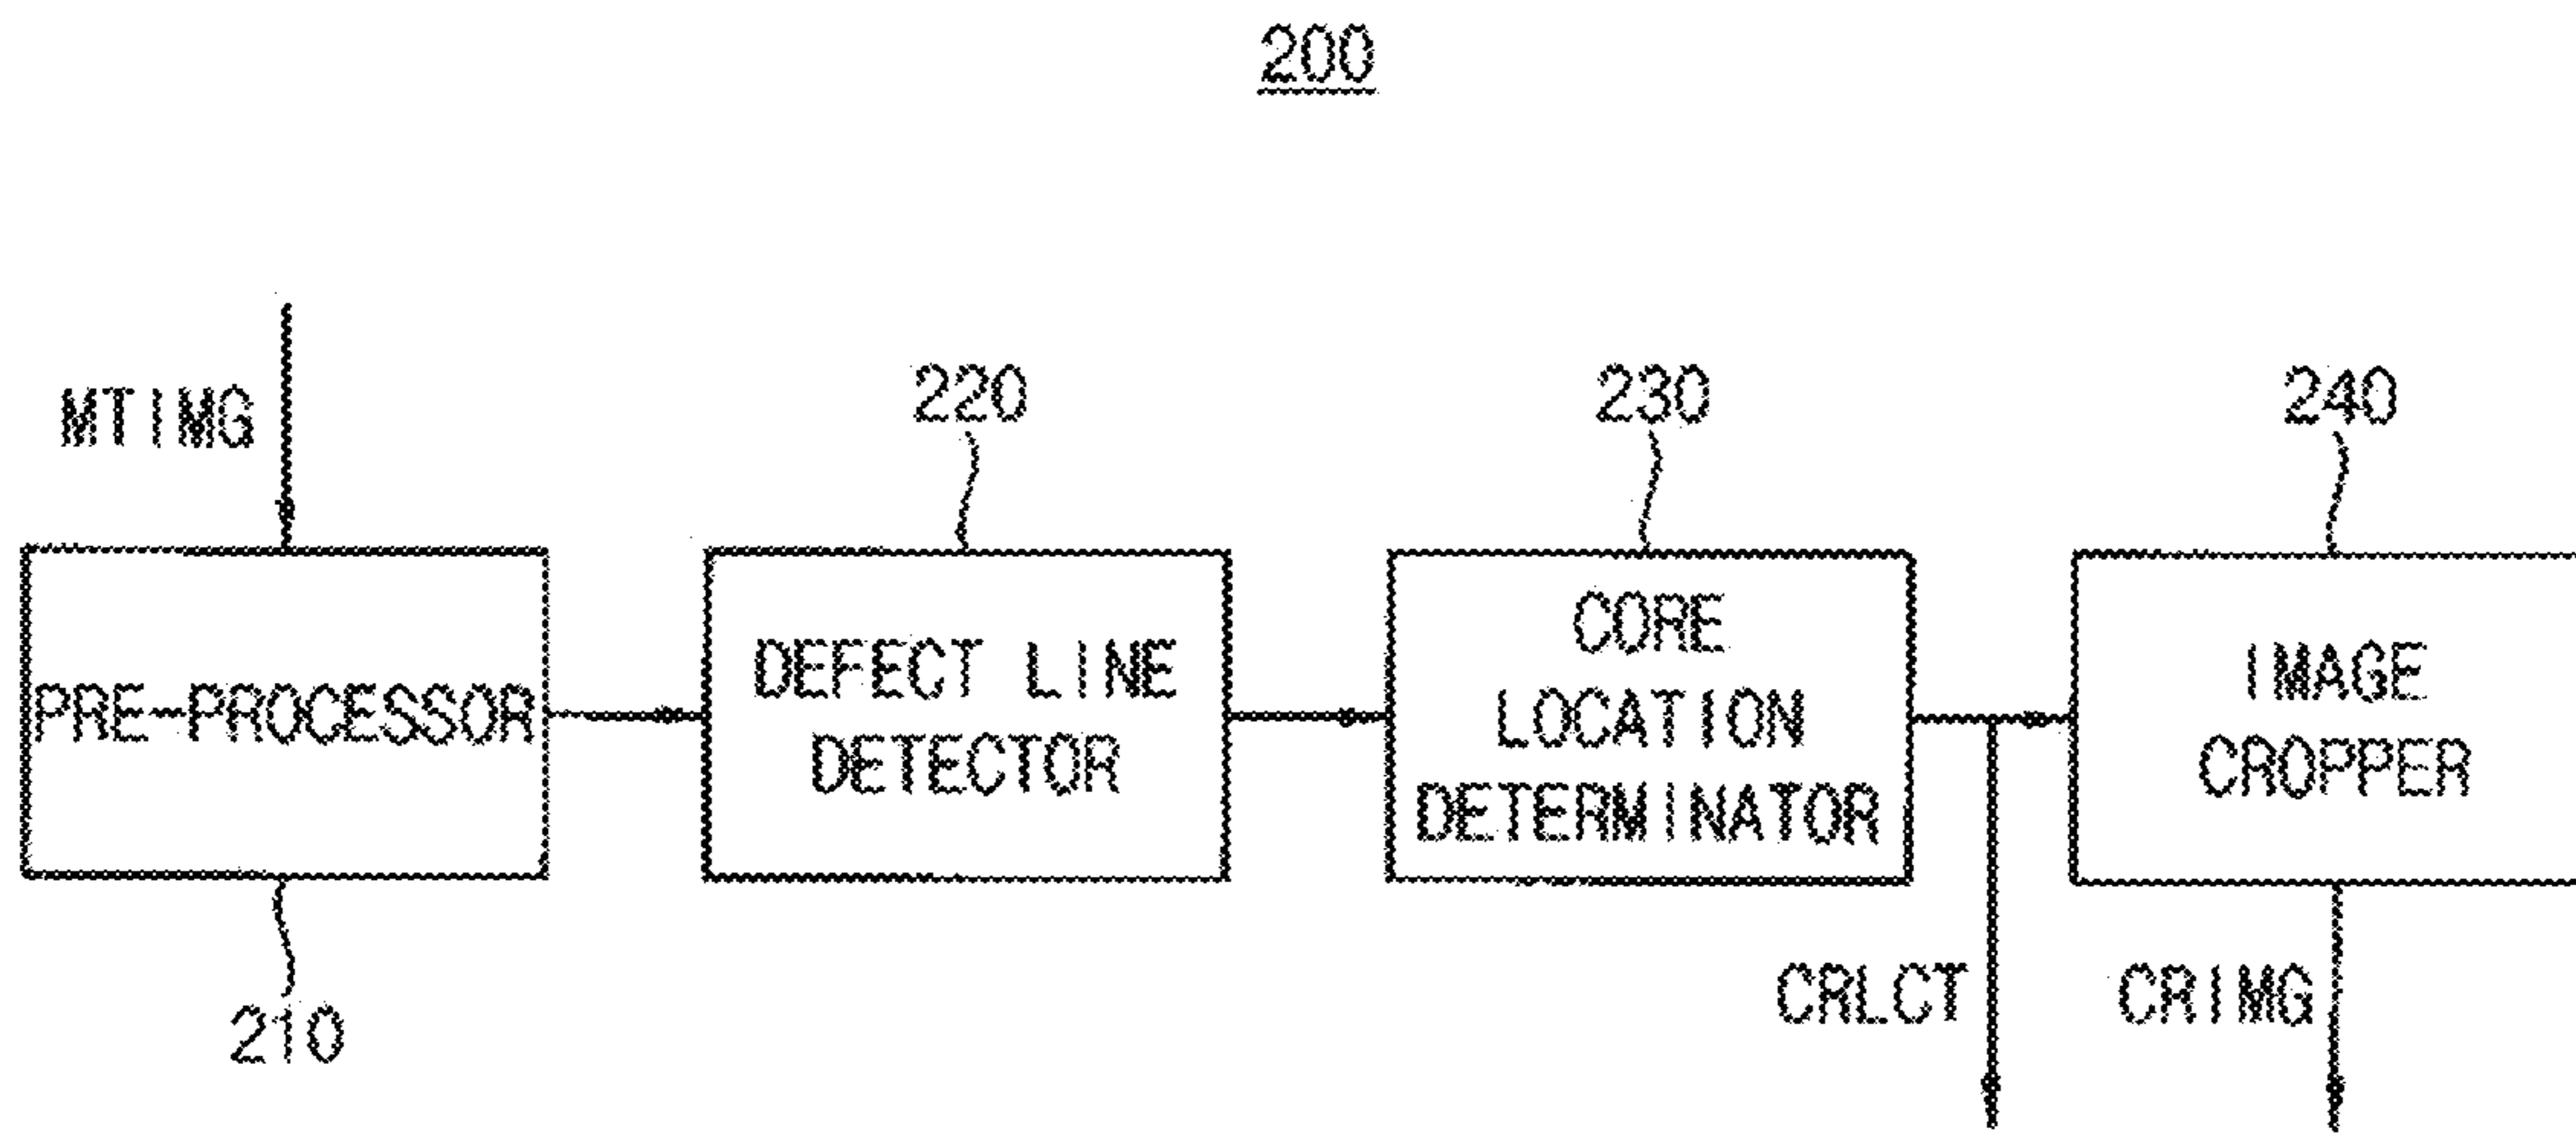 200
MTIMG
220
230
240
PRE-PROCESSOR
DEFECT LINE
DETECTOR
CORE
LOCATION
DETERMINATOR
IMAGE
CROPPER
210
CRLCT
CRIMG